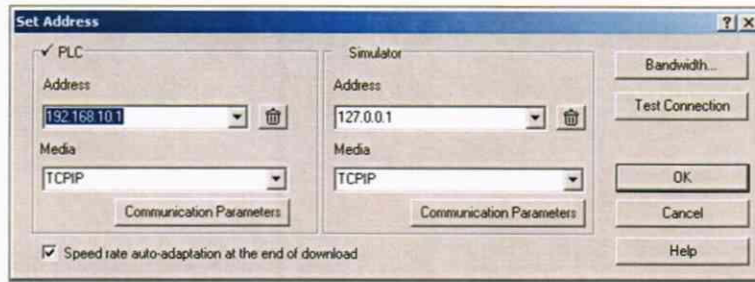 Set Address
PLC
Address
192.168.10.1
Media
TCPIP
Communication Parameters
Simulator
Address
127.0.0.1
Media
TCPIP
Communication Parameters
Speed rate auto-adaptation at the end of download
Bandwidth...
Test Connection
OK
Cancel
Help